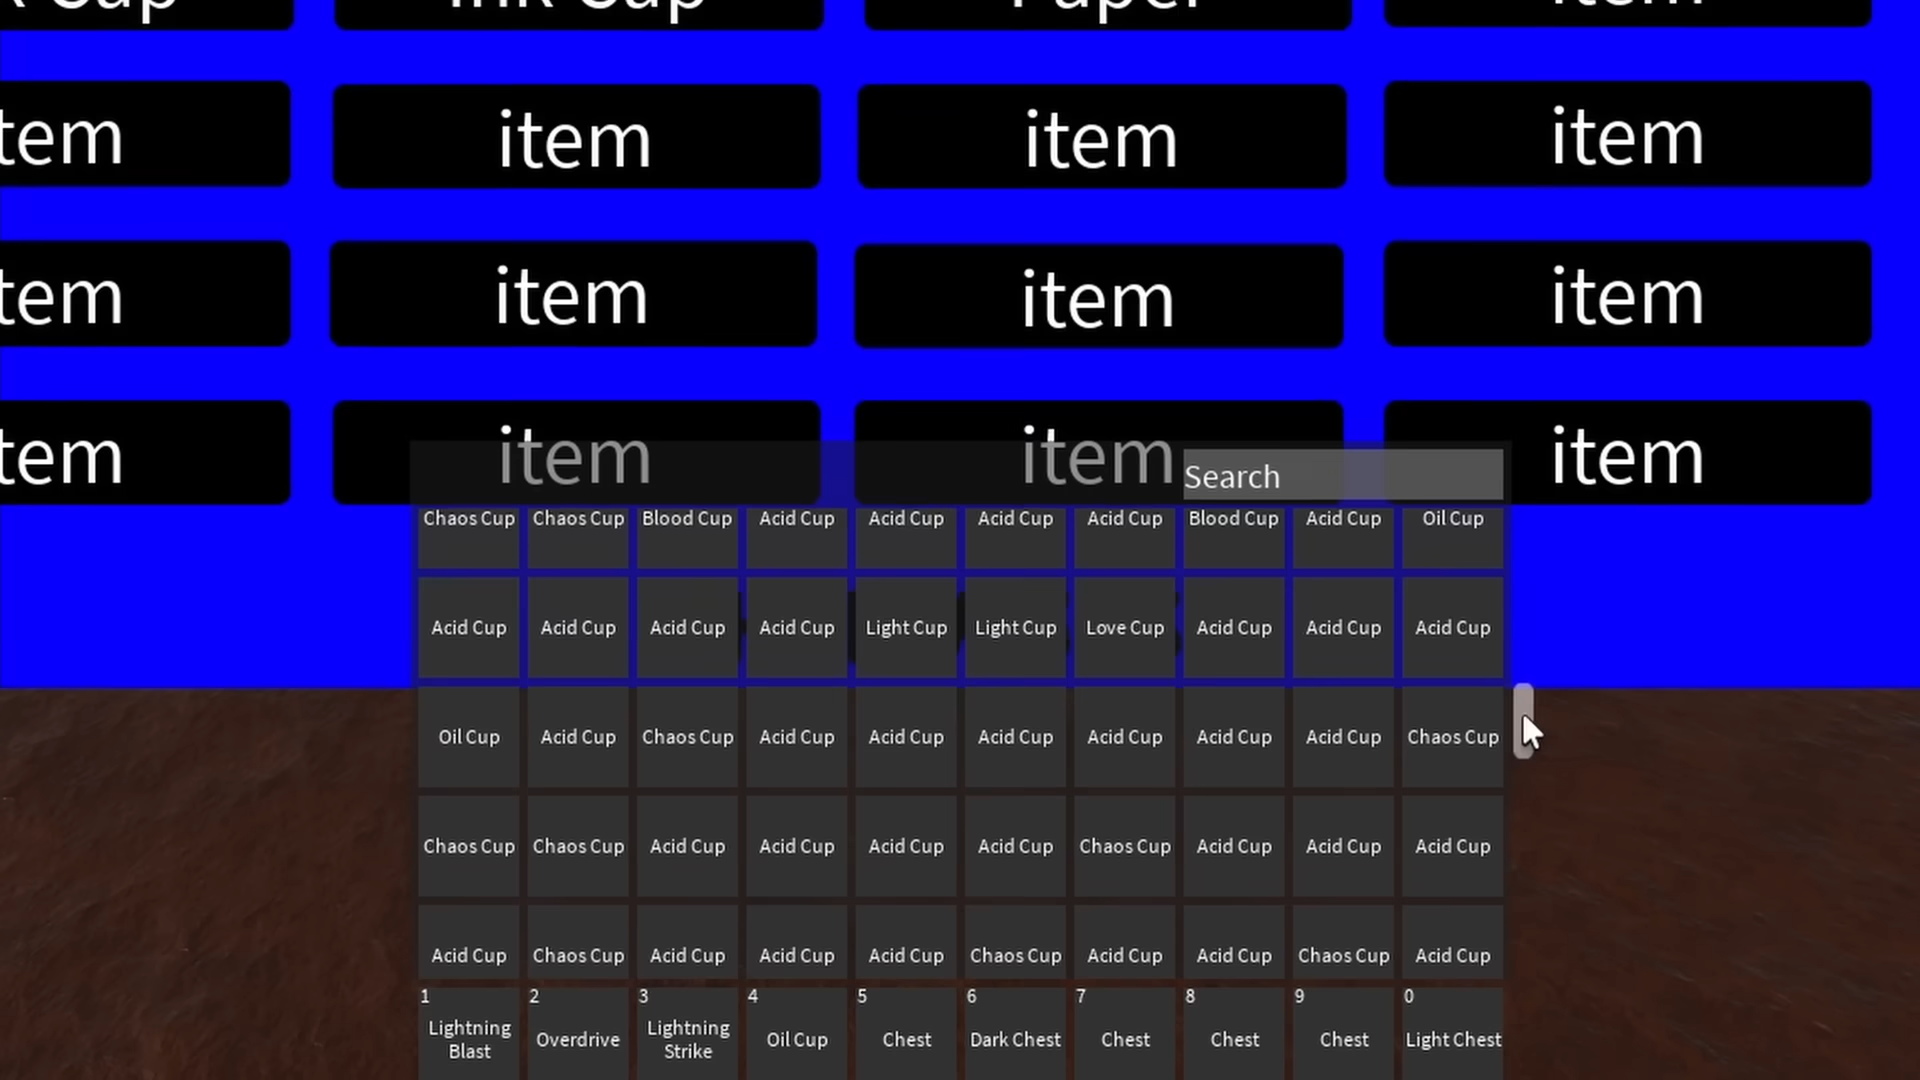 Cup Ink Cup Paper item
item item item item
item item item item
item item item item
Search
Chaos Cup Chaos Cup Blood Cup Acid Cup Acid Cup Acid Cup Acid Cup Blood Cup Acid Cup Oil Cup
Acid Cup Acid Cup Acid Cup Acid Cup Light Cup Light Cup Love Cup Acid Cup Acid Cup Acid Cup
Oil Cup Acid Cup Chaos Cup Acid Cup Acid Cup Acid Cup Acid Cup Acid Cup Acid Cup Chaos Cup
Chaos Cup Chaos Cup Acid Cup Acid Cup Acid Cup Acid Cup Chaos Cup Acid Cup Acid Cup Acid Cup
Acid Cup Chaos Cup Acid Cup Acid Cup Acid Cup Chaos Cup Acid Cup Acid Cup Chaos Cup Acid Cup
1 2 3 4 5 6 7 8 9 0
Lightning Blast Overdrive Lightning Strike Oil Cup Chest Dark Chest Chest Chest Chest Light Chest